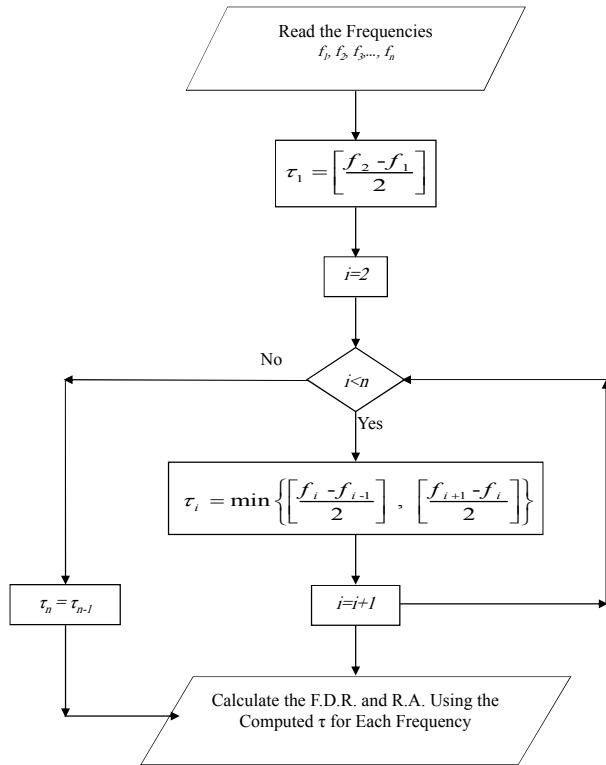 Read the Frequencies
f1, f2, f3,..., fn
τ1 = [f2 - f1 / 2]
i=2
No
i<n
Yes
τi = min{[fi - fi-1 / 2] , [fi+1 - fi / 2]}
τn = τn-1
i=i+1
Calculate the F.D.R. and R.A. Using the
Computed τ for Each Frequency